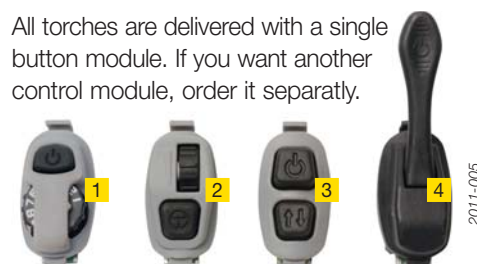 All torches are delivered with a single
button module. If you want another
control module, order it separatly.
1
2
3
4
2011-005